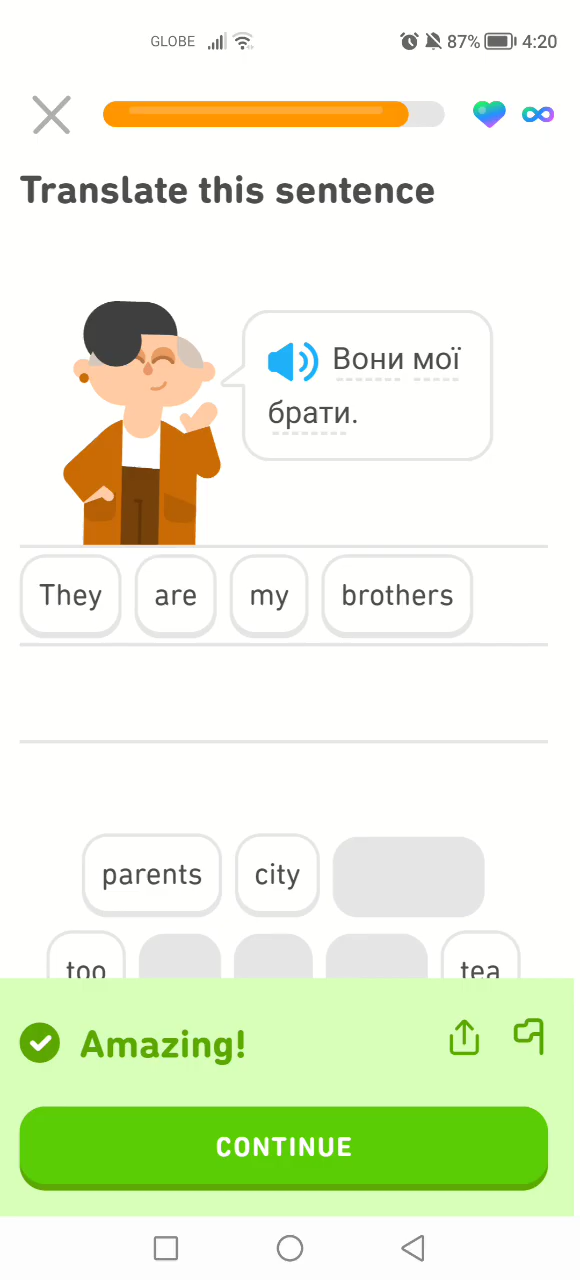 GLOBE 87% 4:20
Translate this sentence
Вони мої
брати.
They are my brothers
parents city
too tea
Amazing!
CONTINUE